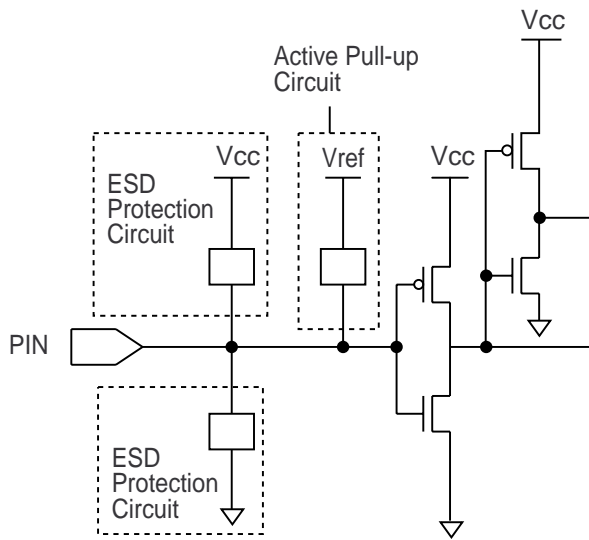 Vcc
Active Pull-up
Circuit
Vcc
Vref
Vcc
ESD
Protection
Circuit
PIN
ESD
Protection
Circuit